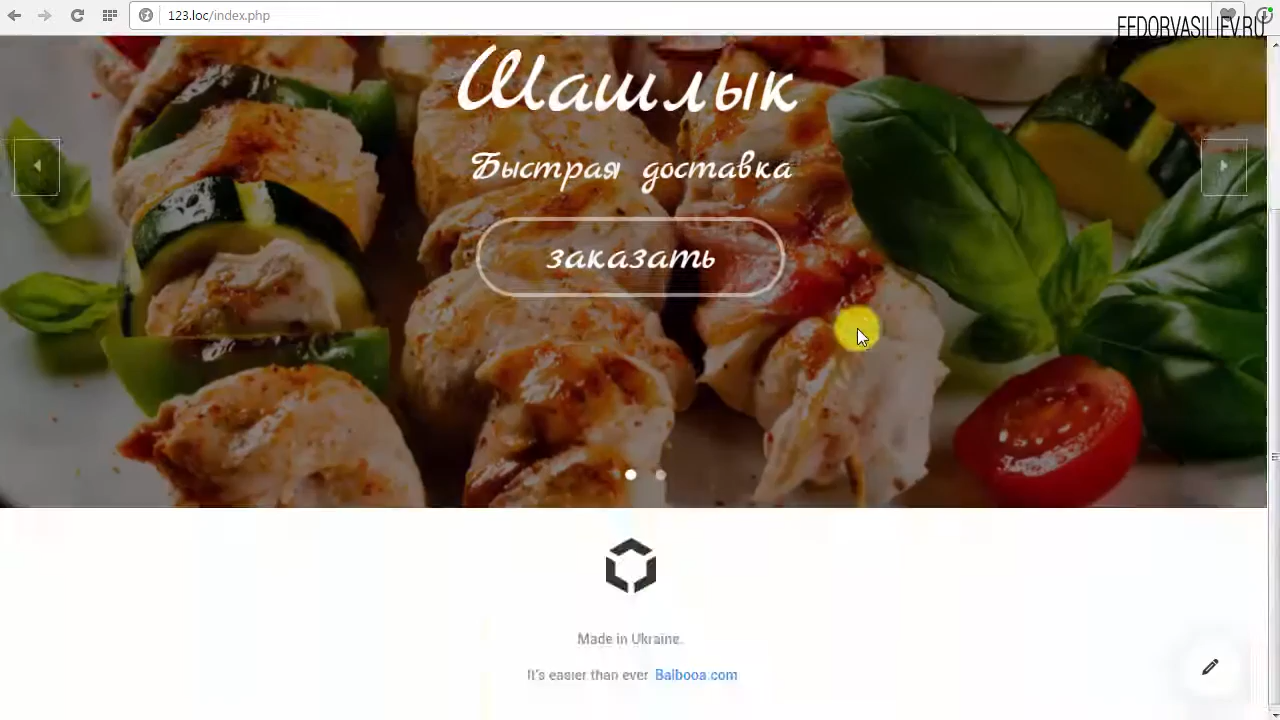 123.loc/index.php
FEDORVASILIEV.RU
Шашлык
Быстрая доставка
заказать
Made in Ukraine.
It's easier than ever Balbooa.com